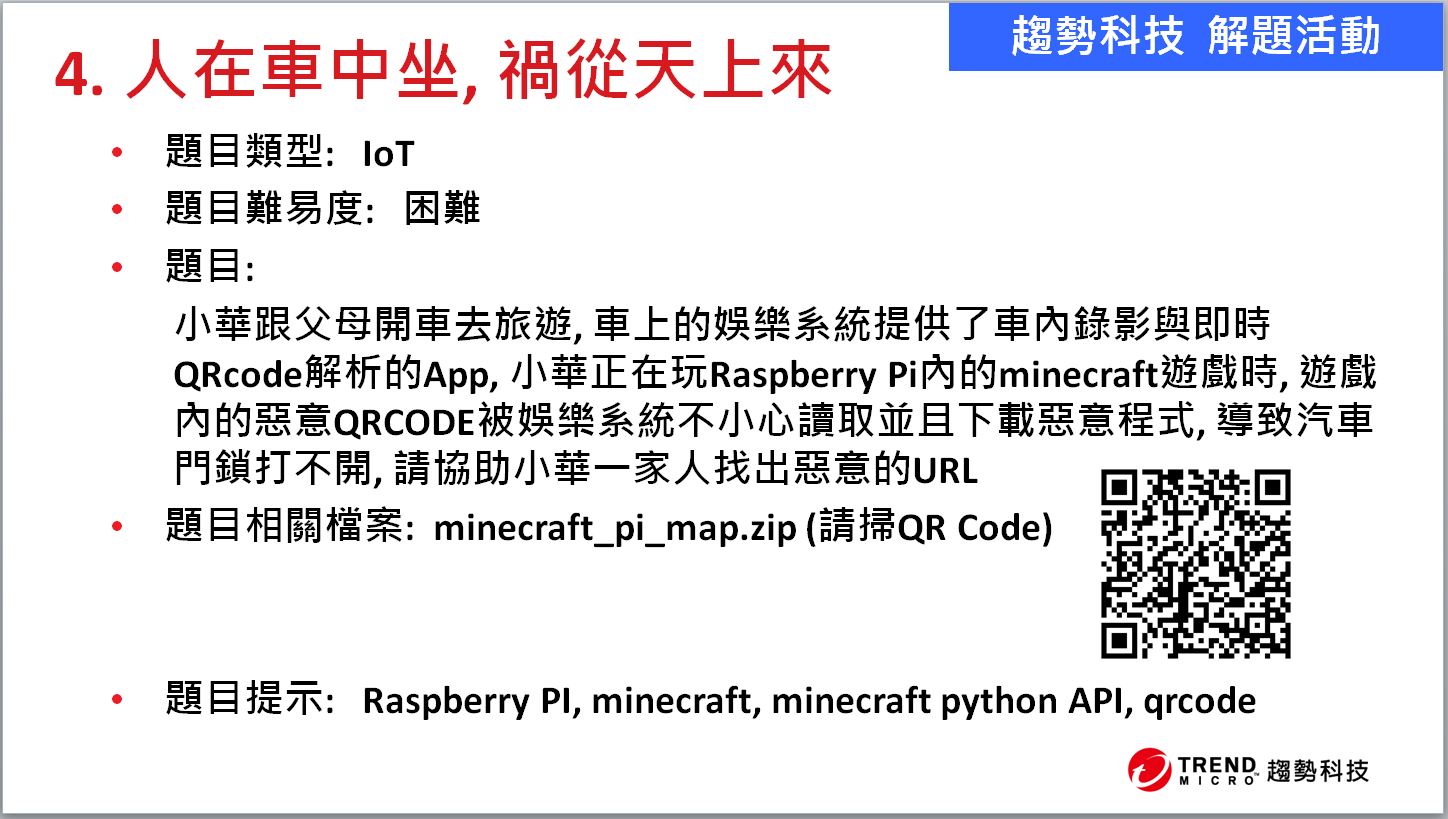 趨勢科技 解題活動
4. 人在車中坐, 禍從天上來
• 題目類型: IoT
• 題目難易度: 困難
• 題目:
小華跟父母開車去旅遊, 車上的娛樂系統提供了車內錄影與即時
QRcode解析的App, 小華正在玩Raspberry Pi內的minecraft遊戲時, 遊戲
內的惡意QRCODE被娛樂系統不小心讀取並且下載惡意程式, 導致汽車
門鎖打不開, 請協助小華一家人找出惡意的URL
• 題目相關檔案: minecraft_pi_map.zip (請掃QR Code)
• 題目提示: Raspberry PI, minecraft, minecraft python API, qrcode
TREND MICRO™ 趨勢科技